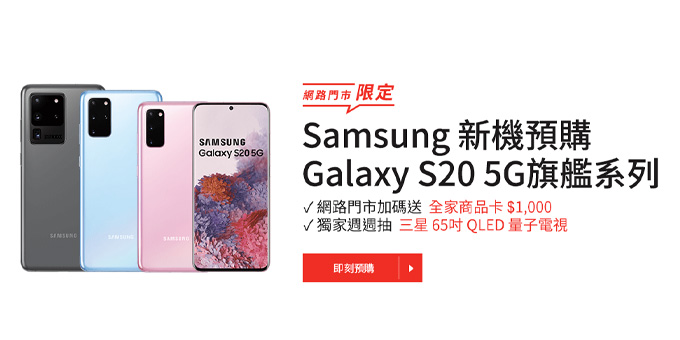 網路門市限定
Samsung 新機預購
Galaxy S20 5G旗艦系列
✓ 網路門市加碼送 全家商品卡 $1,000
✓ 獨家週週抽 三星 65吋 QLED 量子電視
即刻預購
SAMSUNG
Galaxy S20 5G
SAMSUNG
SAMSUNG
SAMSUNG